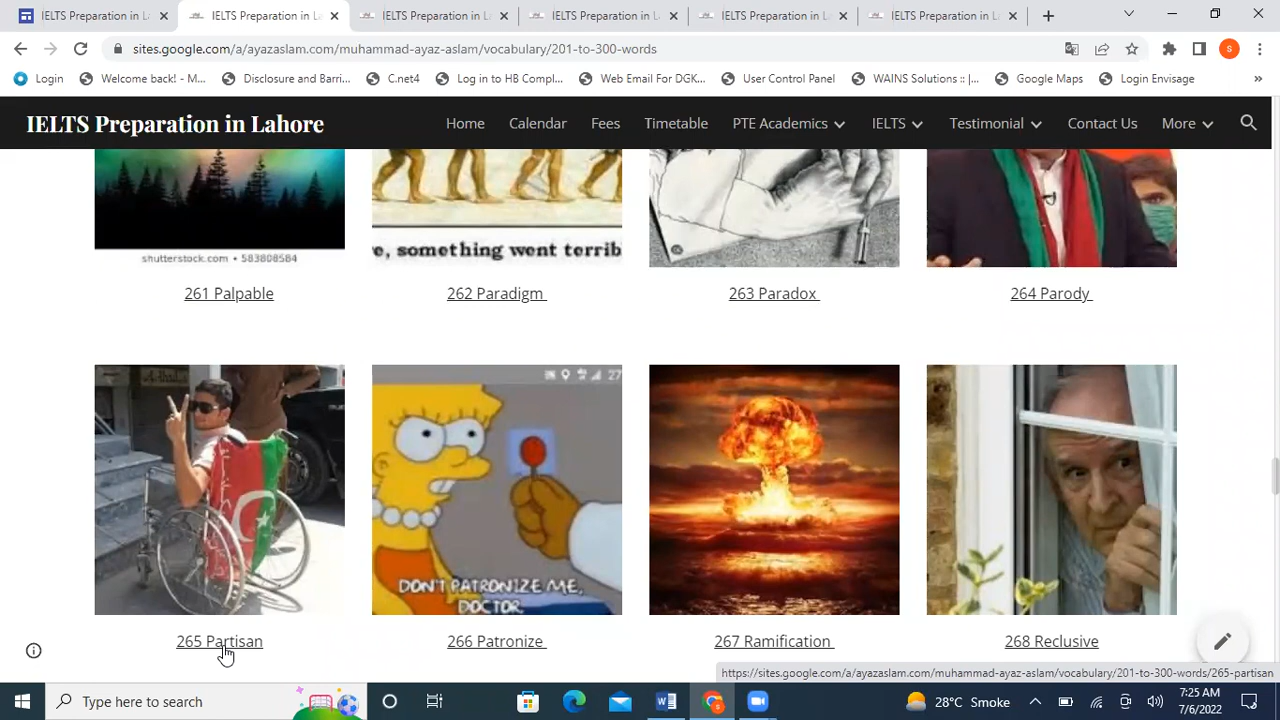 IELTS Preparation in Lahore
IELTS Preparation in Lah
IELTS Preparation in Lah
IELTS Preparation in Lah
IELTS Preparation in Lah
IELTS Preparation in L
sites.google.com/a/ayazaslam.com/muhammad-ayaz-aslam/vocabulary/201-to-300-words
S
Login
Welcome back! - M...
Disclosure and Barri...
C.net4
Log in to HB Compl...
Web Email For DGK...
User Control Panel
WAINS Solutions :: |...
Google Maps
Login Envisage
»
IELTS Preparation in Lahore
Home
Calendar
Fees
Timetable
PTE Academics
IELTS
Testimonial
Contact Us
More
shutterstock.com • 583808584
e, something went terrib
261 Palpable
262 Paradigm
263 Paradox
264 Parody
27
DON'T PATRONIZE ME,
DOCTOR.
265 Partisan
266 Patronize
267 Ramification
268 Reclusive
https://sites.google.com/a/ayazaslam.com/muhammad-ayaz-aslam/vocabulary/201-to-300-words/265-partisan
Type here to search
28°C Smoke
7:25 AM
7/6/2022